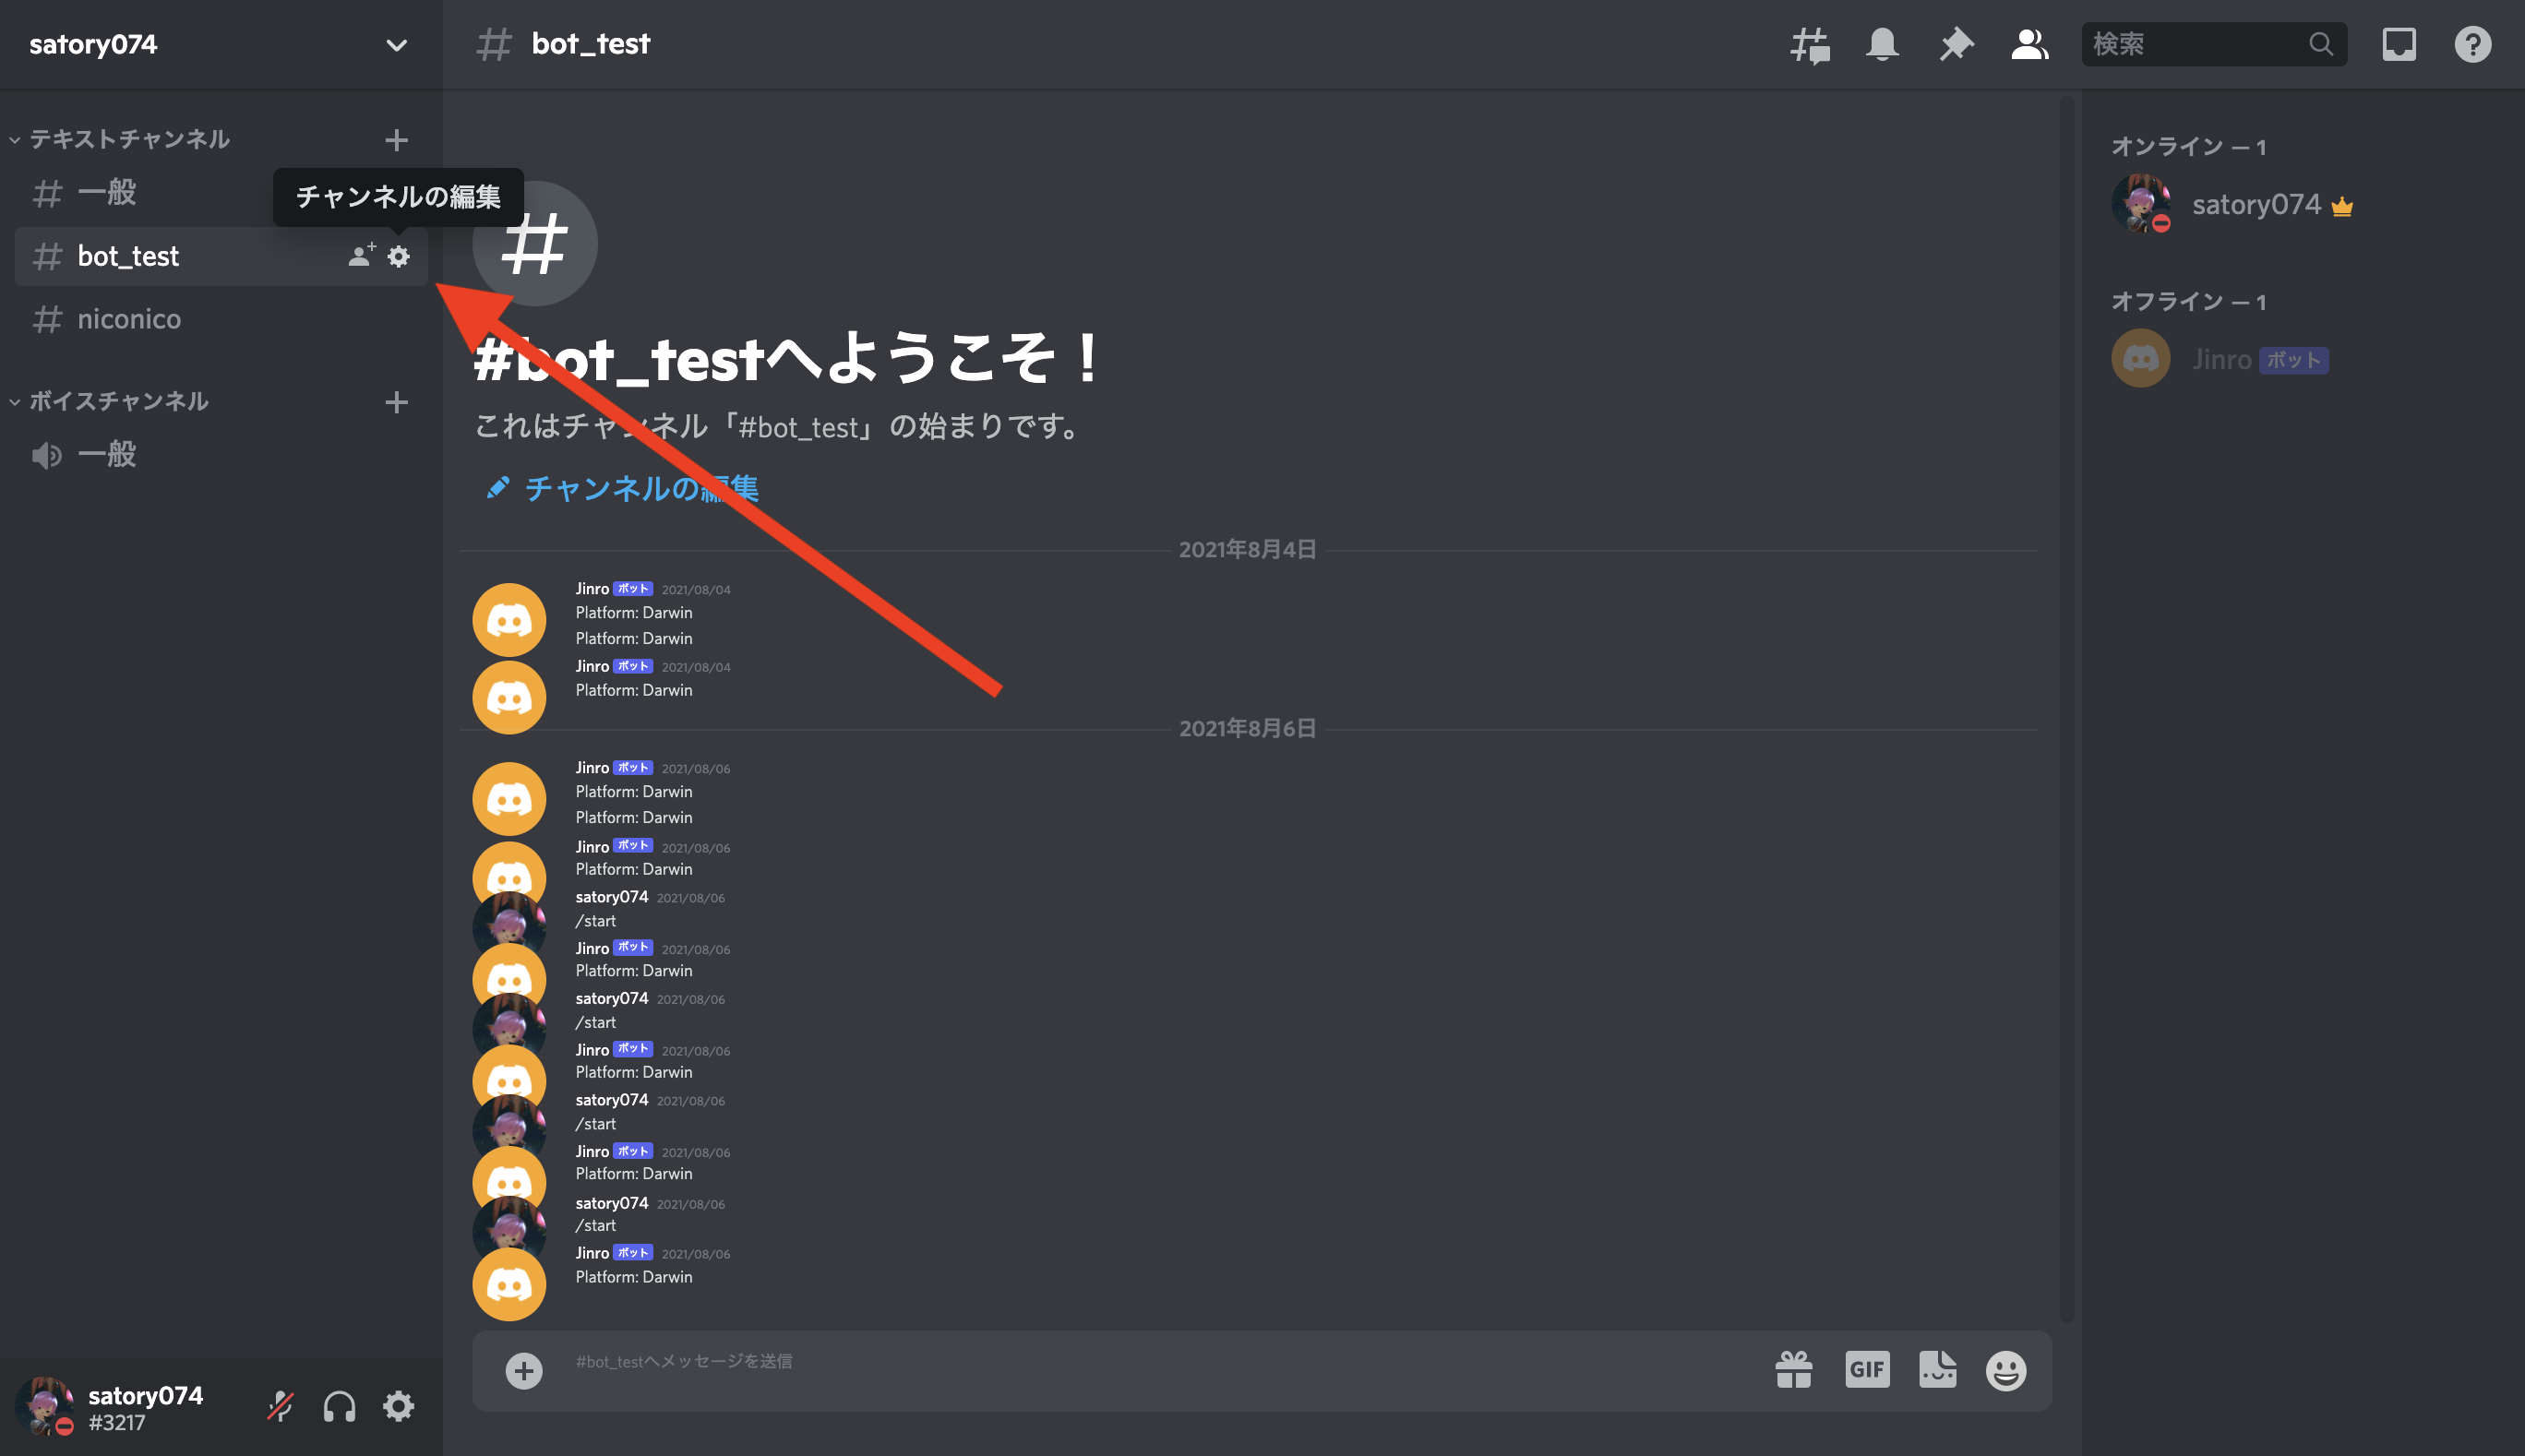 satory074
テキストチャンネル
一般
チャンネルの編集
bot_test
niconico
ボイスチャンネル
一般
satory074
#3217
bot_test
検索
#bot_testへようこそ！
これはチャンネル「#bot_test」の始まりです。
チャンネルの編集
2021年8月4日
Jinro ボット 2021/08/04
Platform: Darwin
Platform: Darwin
Jinro ボット 2021/08/04
Platform: Darwin
2021年8月6日
Jinro ボット 2021/08/06
Platform: Darwin
Platform: Darwin
Jinro ボット 2021/08/06
Platform: Darwin
satory074 2021/08/06
/start
Jinro ボット 2021/08/06
Platform: Darwin
satory074 2021/08/06
/start
Jinro ボット 2021/08/06
Platform: Darwin
satory074 2021/08/06
/start
Jinro ボット 2021/08/06
Platform: Darwin
satory074 2021/08/06
/start
Jinro ボット 2021/08/06
Platform: Darwin
#bot_testへメッセージを送信
GIF
オンライン — 1
satory074
オフライン — 1
Jinro ボット